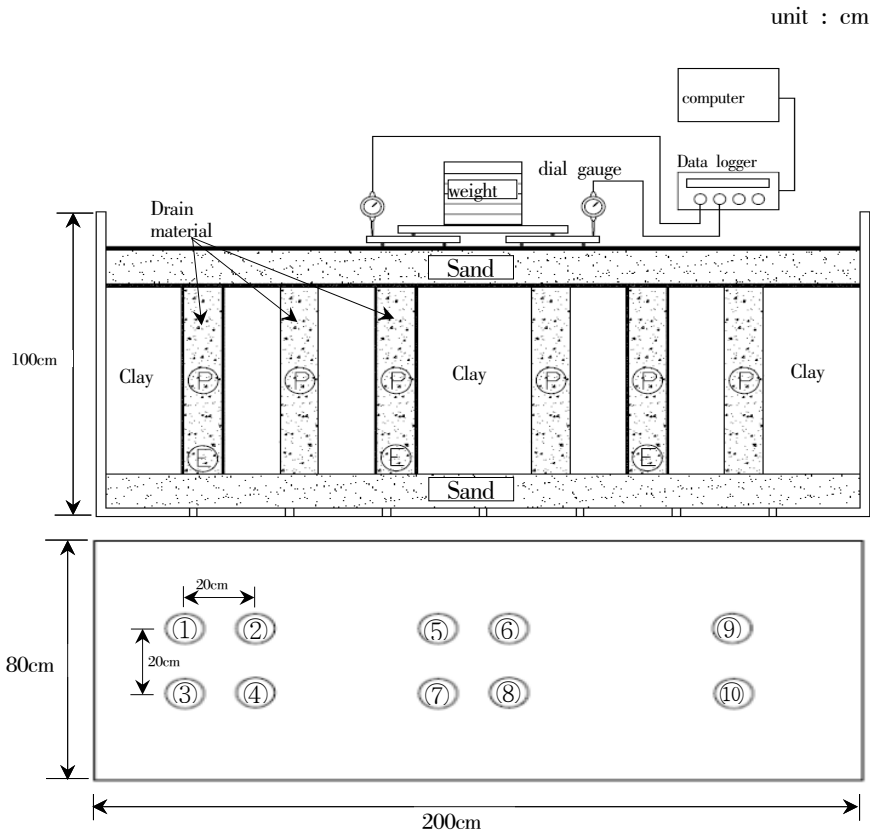 unit : cm
computer
Data logger
dial gauge
weight
Drain
material
Sand
100cm
Clay
Clay
Clay
P
P
P
P
P
P
E
E
E
Sand
20cm
① ② ⑤ ⑥ ⑨
80cm
20cm
③ ④ ⑦ ⑧ ⑩
200cm